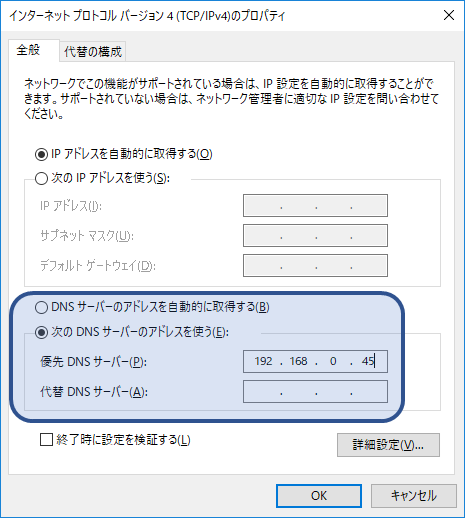 インターネット プロトコル バージョン 4 (TCP/IPv4)のプロパティ
全般 代替の構成
ネットワークでこの機能がサポートされている場合は、IP 設定を自動的に取得することがで
きます。サポートされていない場合は、ネットワーク管理者に適切な IP 設定を問い合わせて
ください。
IP アドレスを自動的に取得する(O)
次の IP アドレスを使う(S):
IP アドレス(I): . . .
サブネット マスク(U): . . .
デフォルト ゲートウェイ(D): . . .
DNS サーバーのアドレスを自動的に取得する(B)
次の DNS サーバーのアドレスを使う(E):
優先 DNS サーバー(P): 192 . 168 . 0 . 45
代替 DNS サーバー(A): . . .
終了時に設定を検証する(L)
詳細設定(V)...
OK キャンセル